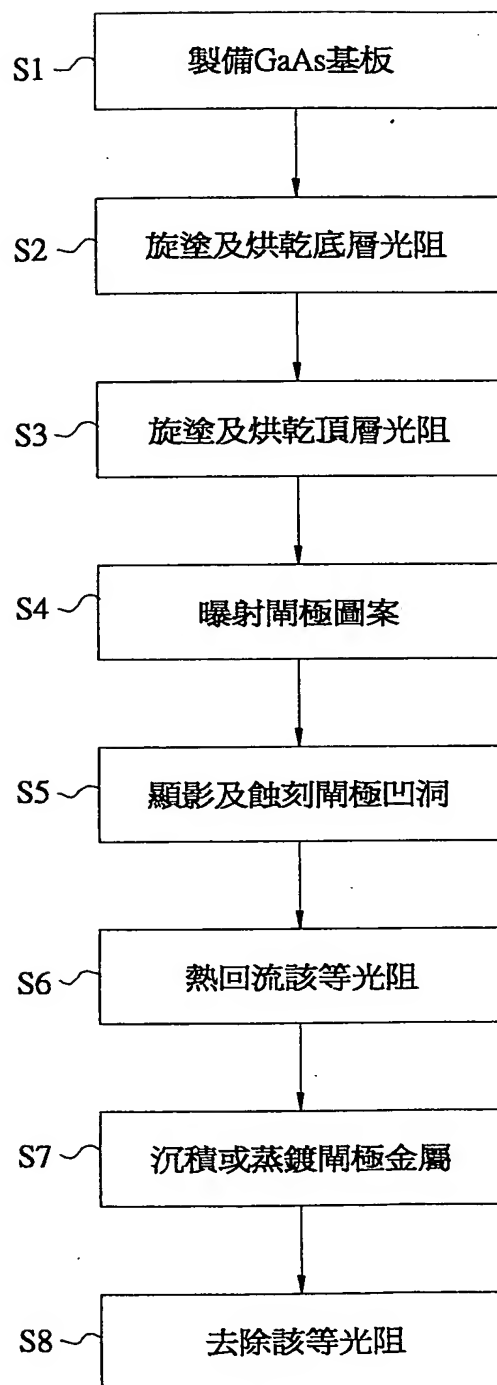 S1 製備GaAs基板
S2 旋塗及烘乾底層光阻
S3 旋塗及烘乾頂層光阻
S4 曝射閘極圖案
S5 顯影及蝕刻閘極凹洞
S6 熱回流該等光阻
S7 沉積或蒸鍍閘極金屬
S8 去除該等光阻